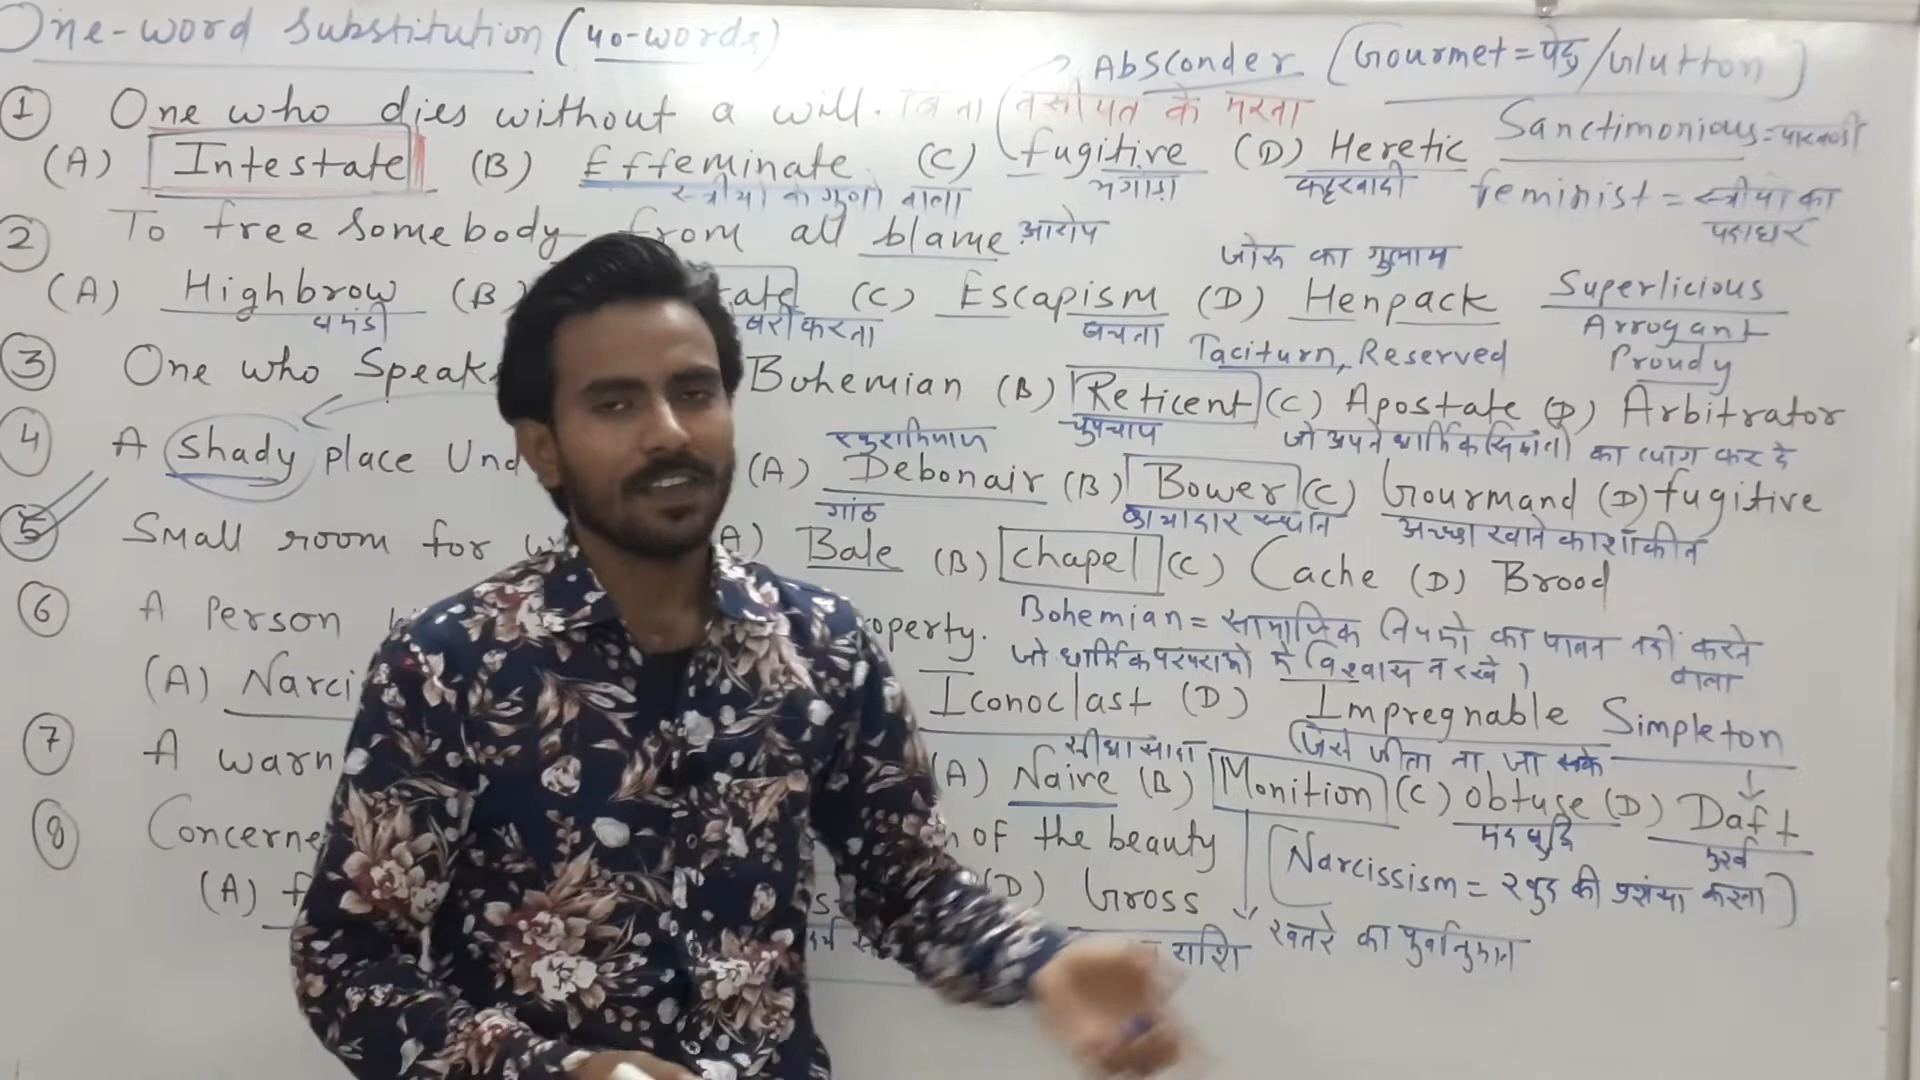 One-word Substitution (40-words)
Absconder (Gourmet = पेटू / Glutton)
① One who dies without a will. बिना वसीयत के मरना
Sanctimonious = पाखण्डी
(A) Intestate (B) Effeminate (C) fugitive (D) Heretic
स्त्रीयों के गुणों वाला भगोड़ा कट्टरवादी
feminist = स्त्रीयों का
पक्षधर
② To free Somebody from all blame आरोप
जोरू का गुलाम
(A) Highbrow (B) ate (C) Escapism (D) Henpack
घमंडी बरी करना बचना
Superlicious
Arrogant
Proudy
Taciturn, Reserved
③ One who Speaks Bohemian (B) Reticent (C) Apostate (D) Arbitrator
चुपचाप जो अपने धार्मिक सिद्धांतों का त्याग कर दे
④ A Shady place Und (A) Debonair (B) Bower (C) Gourmand (D) fugitive
छायादार स्थान अच्छा खाने का शौकीन
गांठ
⑤ Small room for w A) Bale (B) chapel (C) Cache (D) Brood
⑥ A Person operty.
Bohemian = सामाजिक नियमों का पालन नहीं करने
वाला
जो धार्मिक परंपराओं में विश्वास न रखे)
(A) Narci Iconoclast (D) Impregnable
(जिसे जीता ना जा सके
Simpleton
सीधा सादा
⑦ A warn (A) Naive (B) Monition (C) Obtuse (D) Daft
मंद बुद्धि मूर्ख
⑧ Concerne of the beauty
(Narcissism = खुद की प्रशंसा करना)
(A) f (D) Gross
राशि
खतरे का पूर्वानुमान